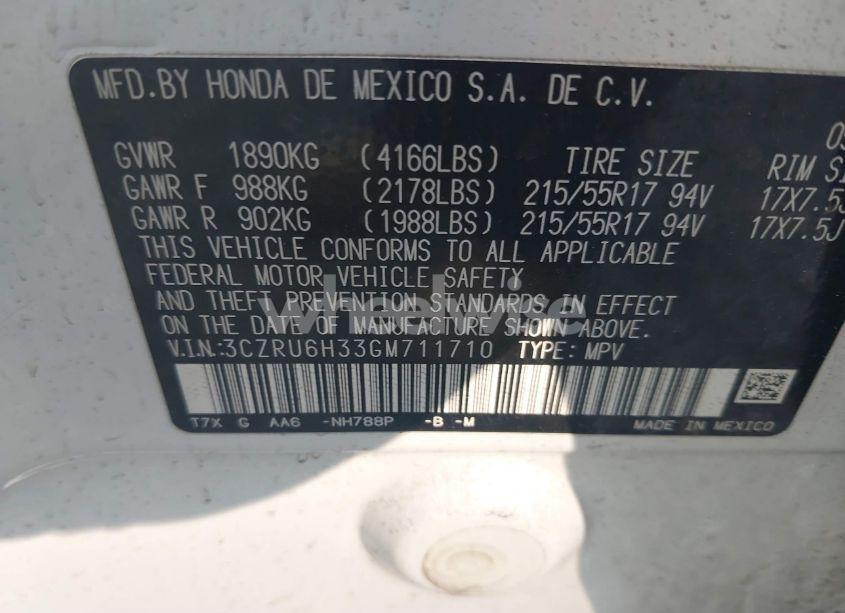 MFD.BY HONDA DE MEXICO S.A. DE C.V.
GVWR 1890KG (4166LBS) TIRE SIZE RIM
GAWR F 988KG (2178LBS) 215/55R17 94V 17X7.5J
GAWR R 902KG (1988LBS) 215/55R17 94V 17X7.5J
THIS VEHICLE CONFORMS TO ALL APPLICABLE
FEDERAL MOTOR VEHICLE SAFETY
AND THEFT PREVENTION STANDARDS IN EFFECT
ON THE DATE OF MANUFACTURE SHOWN ABOVE.
V.I.N.:3CZRU6H33GM711710 TYPE: MPV
T7X G AA6 -NH788P -B -M MADE IN MEXICO
wheelwise